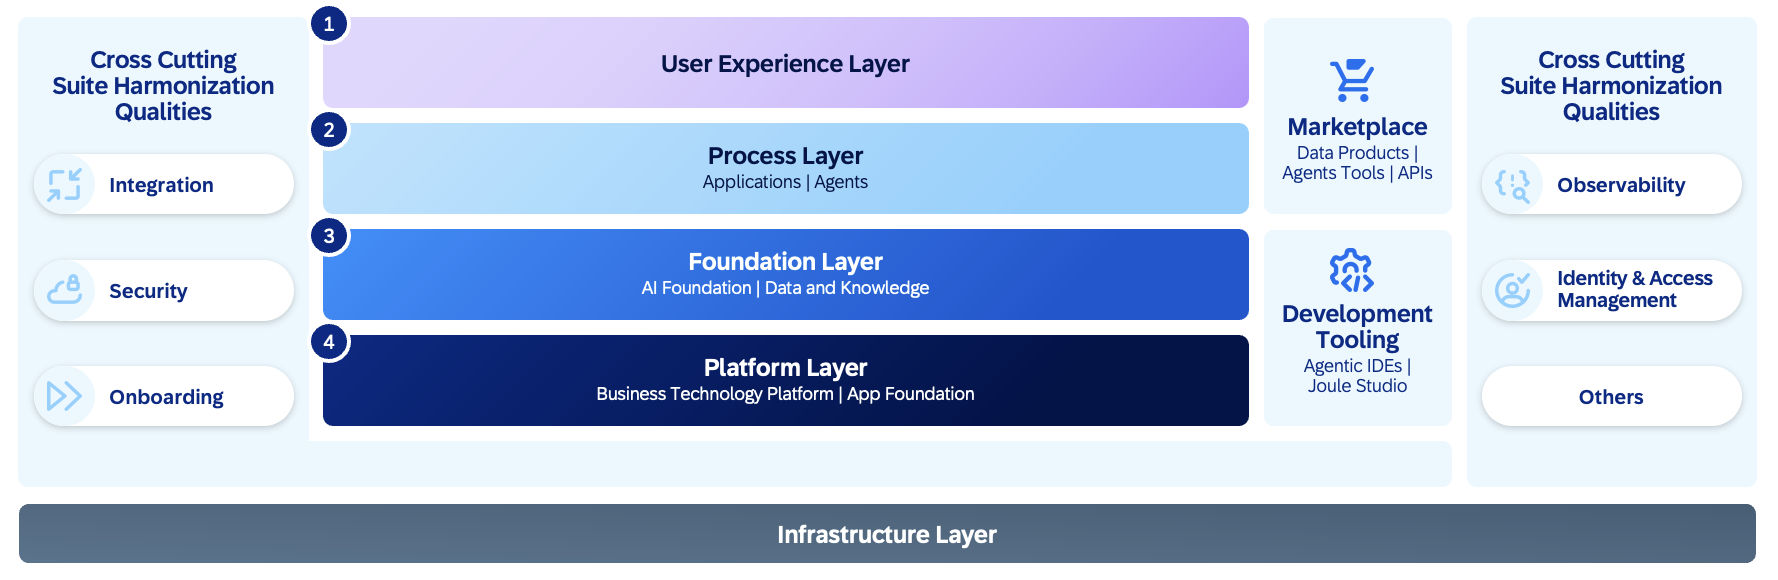 Cross Cutting
Suite Harmonization
Qualities
Integration
Security
Onboarding
1
User Experience Layer
2
Process Layer
Applications | Agents
3
Foundation Layer
AI Foundation | Data and Knowledge
4
Platform Layer
Business Technology Platform | App Foundation
Marketplace
Data Products |
Agents Tools | APIs
Development
Tooling
Agentic IDEs |
Joule Studio
Cross Cutting
Suite Harmonization
Qualities
Observability
Identity & Access
Management
Others
Infrastructure Layer